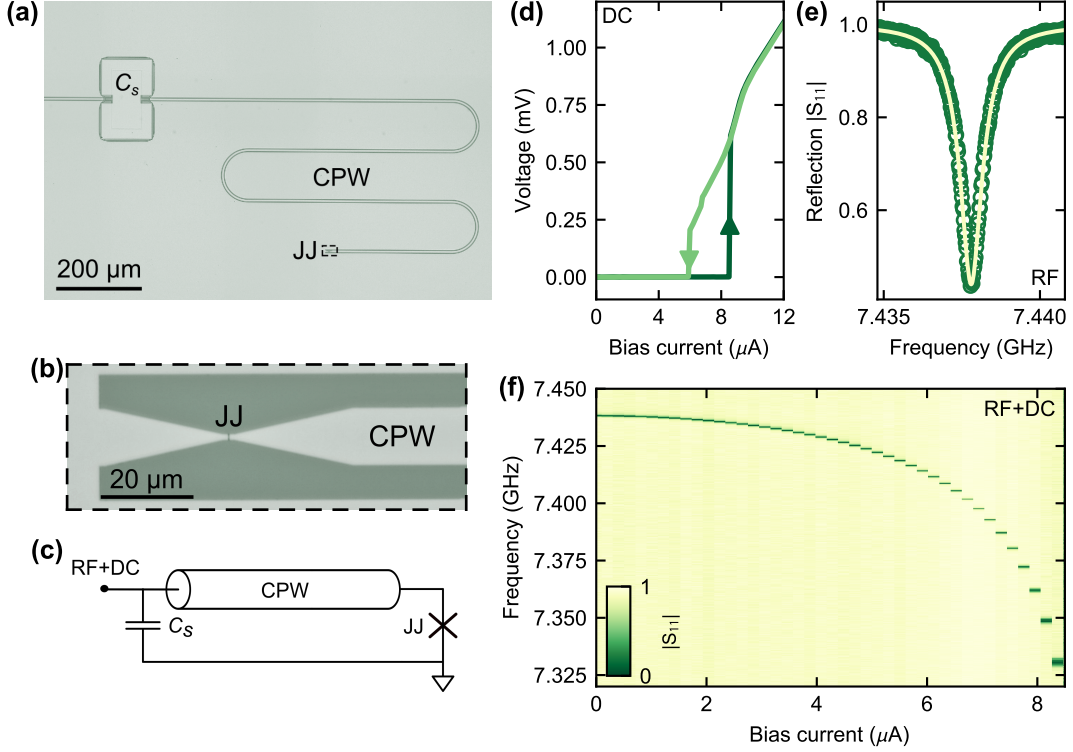 (a)
C_s
CPW
JJ
200 μm
(b)
JJ
CPW
20 μm
(c)
RF+DC
CPW
C_S
JJ
(d)
DC
Voltage (mV)
1.00
0.75
0.50
0.25
0.00
0
4
8
12
Bias current (μA)
(e)
Reflection |S₁₁|
1.0
0.8
0.6
RF
7.435
7.440
Frequency (GHz)
(f)
RF+DC
Frequency (GHz)
7.450
7.425
7.400
7.375
7.350
7.325
1
0
|S₁₁|
0
2
4
6
8
Bias current (μA)